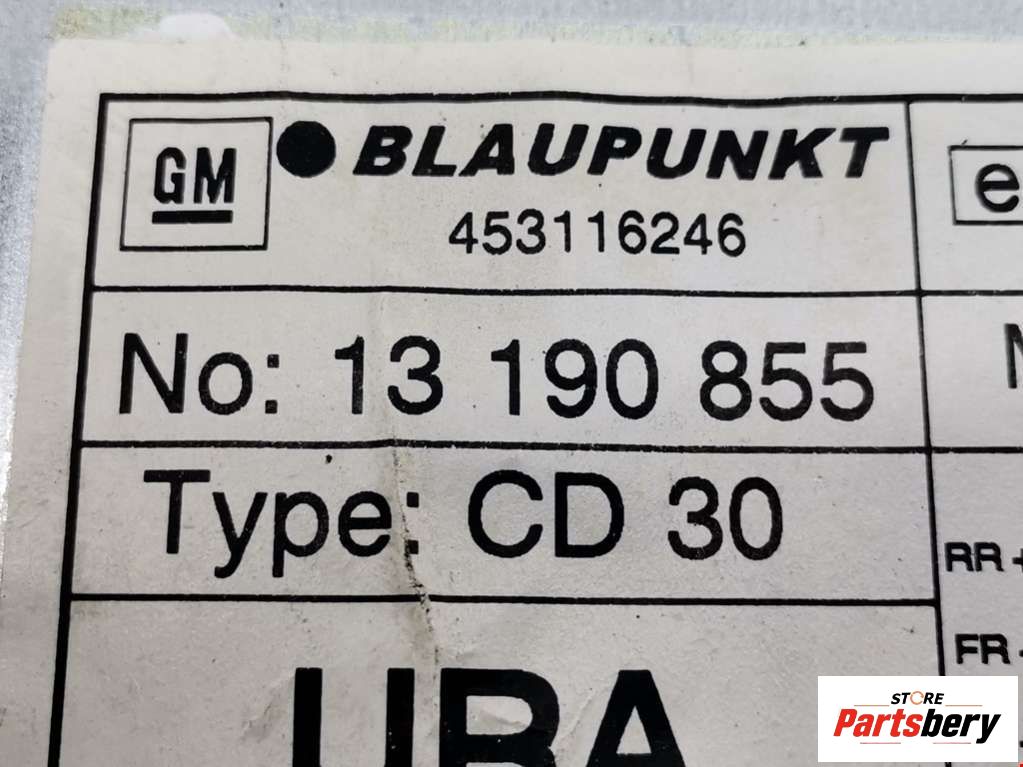 GM
BLAUPUNKT
453116246
e
No: 13 190 855
Type: CD 30
RR
FR
STORE
Partsbery